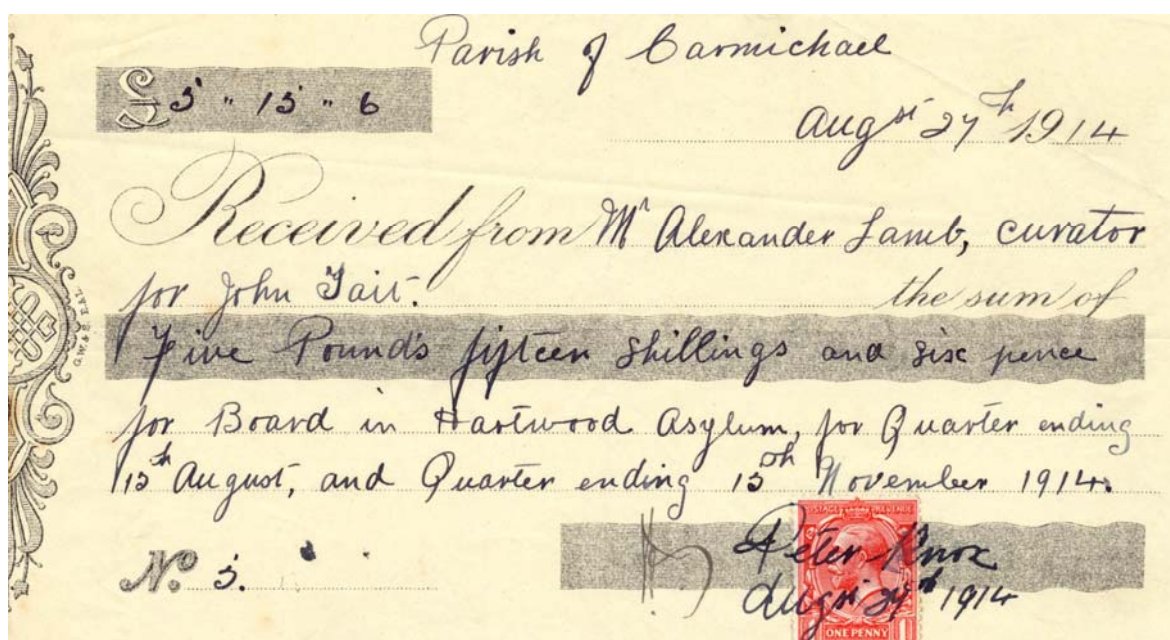 Parish of Carmichael
£5 " 15 " 6
Augst 27th 1914
Received from Mr Alexander Lamb, curator
for John Tait. the sum of
Five Pounds fifteen Shillings and six pence
for Board in Hartwood Asylum, for Quarter ending
15th August, and Quarter ending 15th November 1914.
No. 5.
Peter Knox
Augst 27th 1914
POSTAGE REVENUE
ONE PENNY